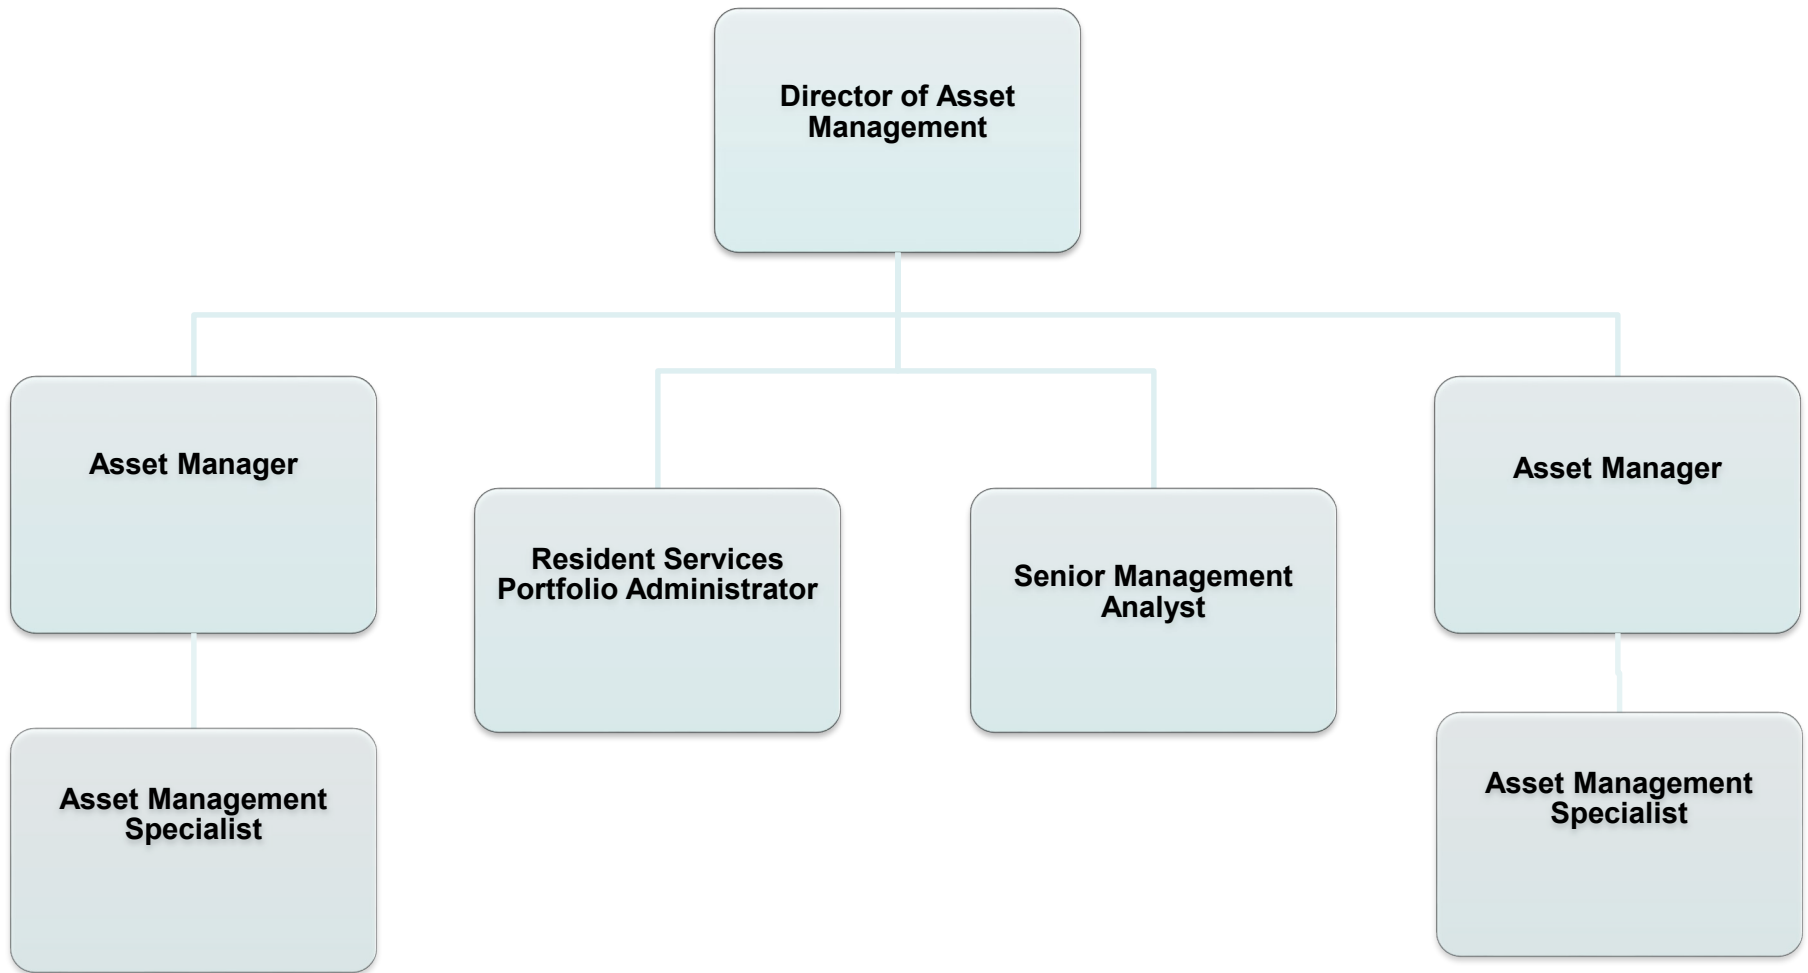 Director of Asset
Management
Asset Manager
Resident Services
Portfolio Administrator
Senior Management
Analyst
Asset Manager
Asset Management
Specialist
Asset Management
Specialist